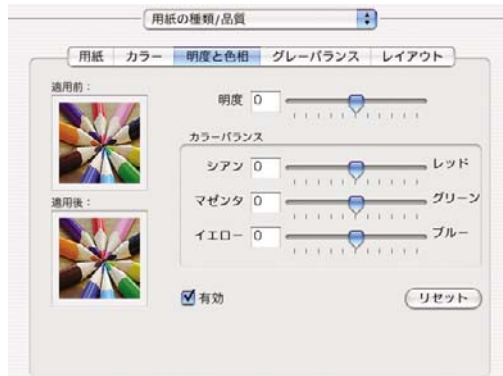 用紙の種類/品質
用紙 カラー 明度と色相 グレーバランス レイアウト
適用前:
明度 0
カラーバランス
シアン 0 レッド
マゼンタ 0 グリーン
適用後:
イエロー 0 ブルー
有効 リセット